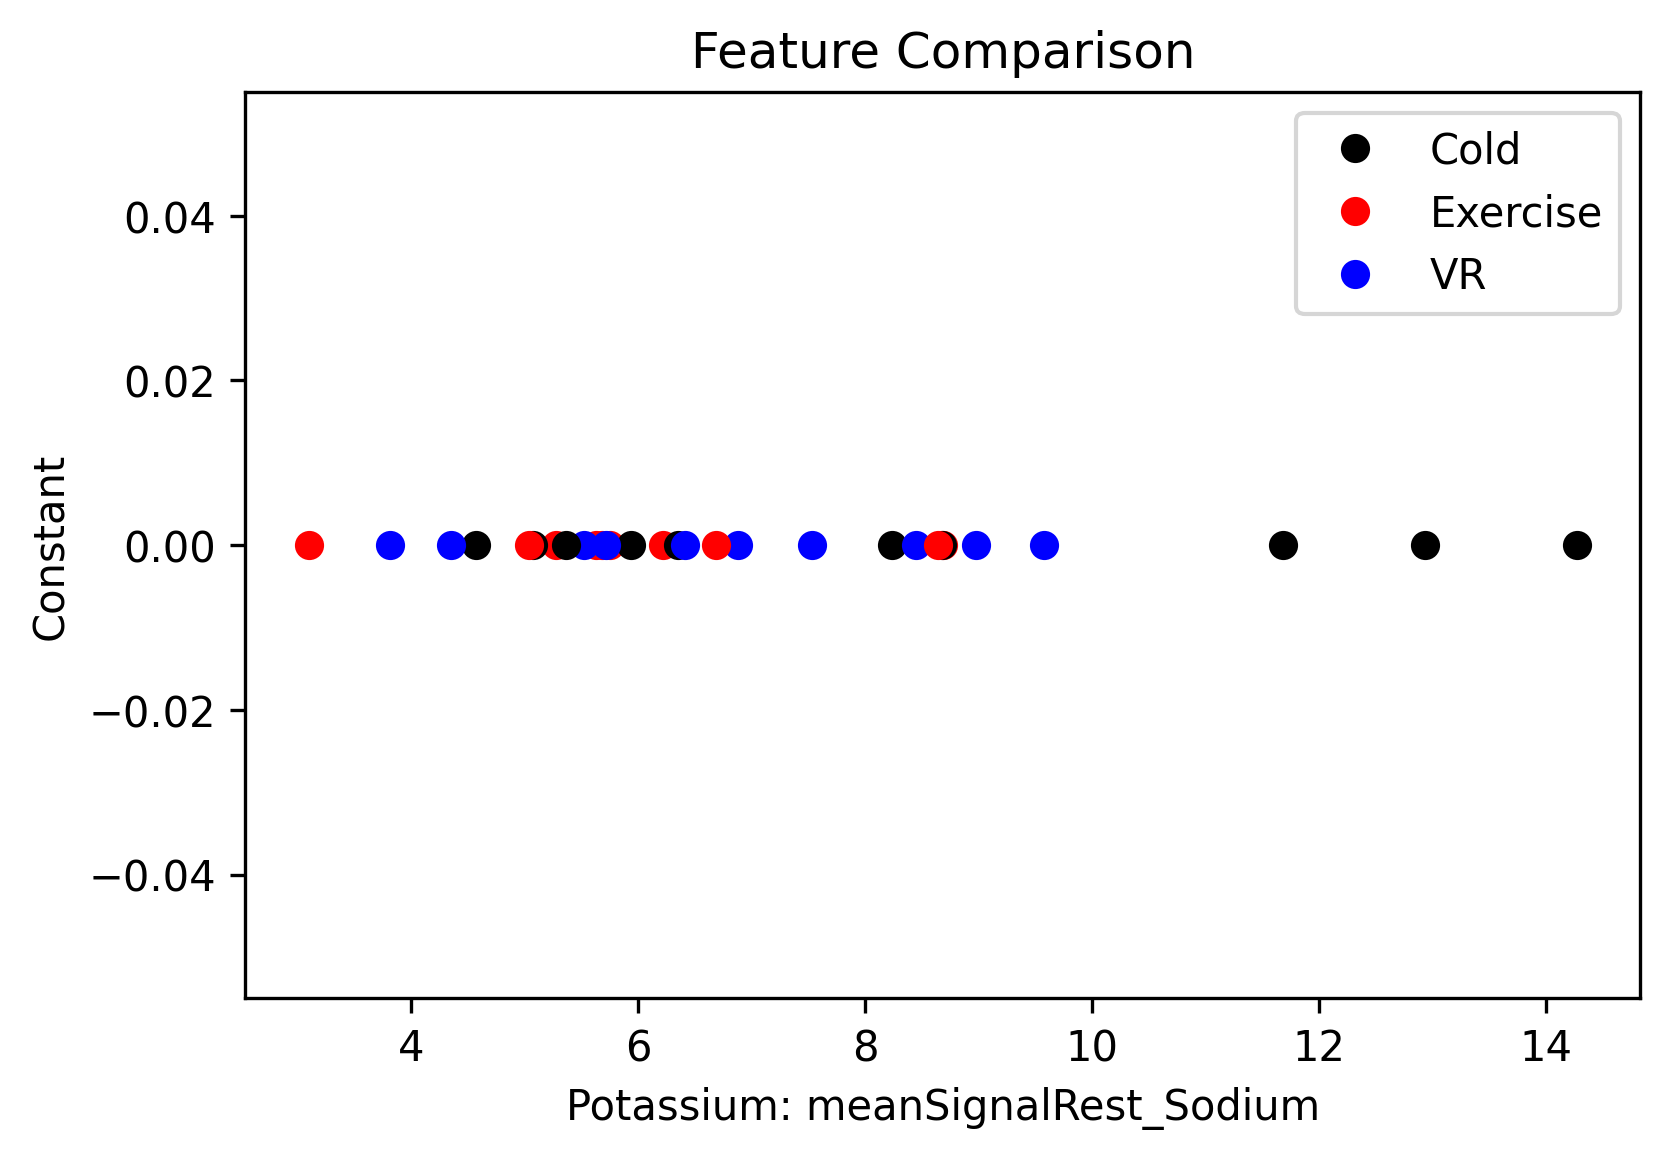 Feature Comparison
Cold
Exercise
VR
0.04
0.02
0.00
−0.02
−0.04
Constant
4 6 8 10 12 14
Potassium: meanSignalRest_Sodium